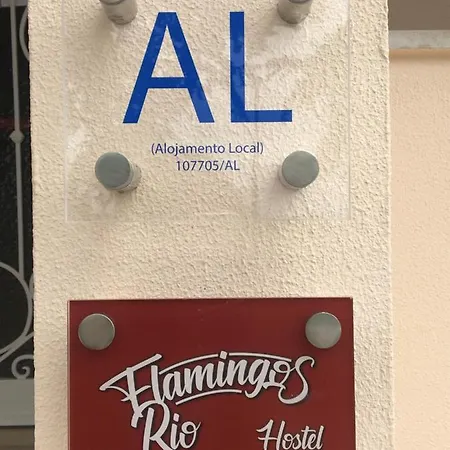 AL
(Alojamento Local)
107705/AL
Flamingos
Rio
Hostel